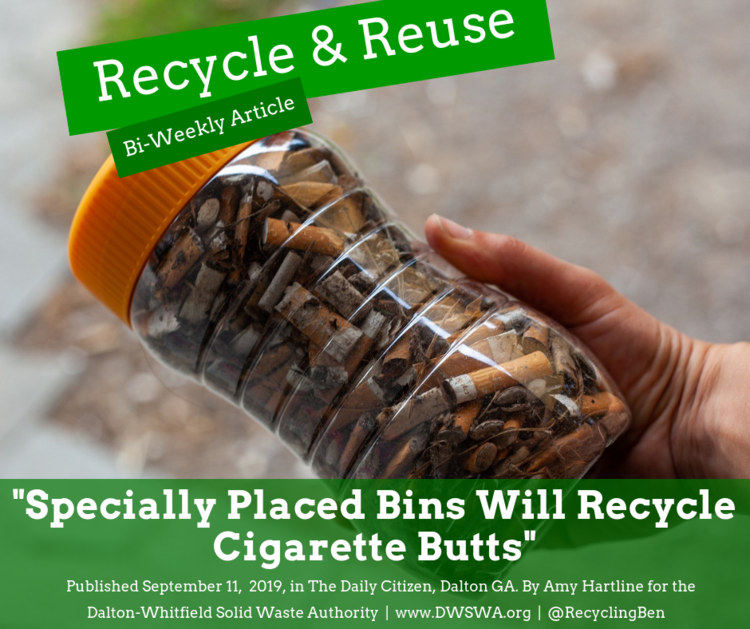 Recycle & Reuse
Bi-Weekly Article
"Specially Placed Bins Will Recycle
Cigarette Butts"
Published September 11, 2019, in The Daily Citizen, Dalton GA. By Amy Hartline for the
Dalton-Whitfield Solid Waste Authority | www.DWSWA.org | @RecyclingBen